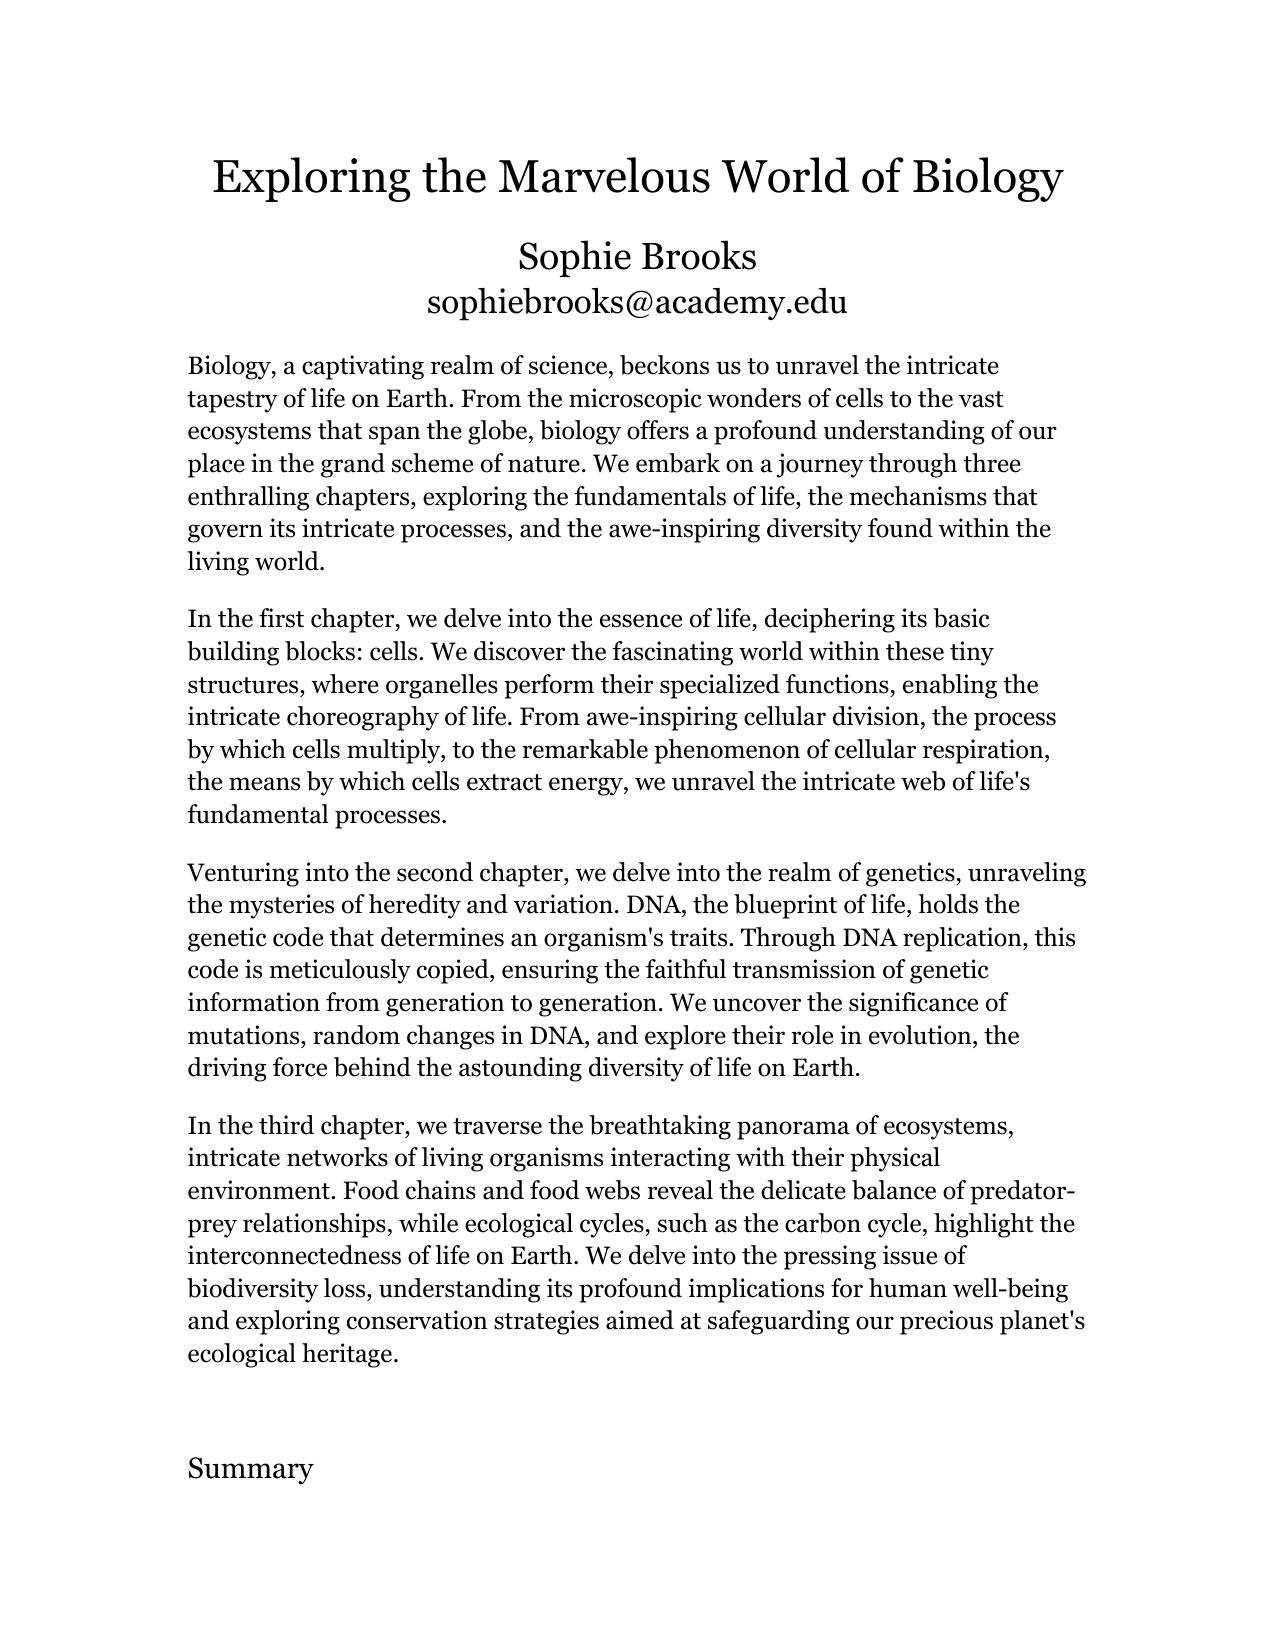 Exploring the Marvelous World of Biology
Sophie Brooks
sophiebrooks@academy.edu
Biology, a captivating realm of science, beckons us to unravel the intricate
tapestry of life on Earth. From the microscopic wonders of cells to the vast
ecosystems that span the globe, biology offers a profound understanding of our
place in the grand scheme of nature. We embark on a journey through three
enthralling chapters, exploring the fundamentals of life, the mechanisms that
govern its intricate processes, and the awe-inspiring diversity found within the
living world.
In the first chapter, we delve into the essence of life, deciphering its basic
building blocks: cells. We discover the fascinating world within these tiny
structures, where organelles perform their specialized functions, enabling the
intricate choreography of life. From awe-inspiring cellular division, the process
by which cells multiply, to the remarkable phenomenon of cellular respiration,
the means by which cells extract energy, we unravel the intricate web of life's
fundamental processes.
Venturing into the second chapter, we delve into the realm of genetics, unraveling
the mysteries of heredity and variation. DNA, the blueprint of life, holds the
genetic code that determines an organism's traits. Through DNA replication, this
code is meticulously copied, ensuring the faithful transmission of genetic
information from generation to generation. We uncover the significance of
mutations, random changes in DNA, and explore their role in evolution, the
driving force behind the astounding diversity of life on Earth.
In the third chapter, we traverse the breathtaking panorama of ecosystems,
intricate networks of living organisms interacting with their physical
environment. Food chains and food webs reveal the delicate balance of predator-
prey relationships, while ecological cycles, such as the carbon cycle, highlight the
interconnectedness of life on Earth. We delve into the pressing issue of
biodiversity loss, understanding its profound implications for human well-being
and exploring conservation strategies aimed at safeguarding our precious planet's
ecological heritage.
Summary